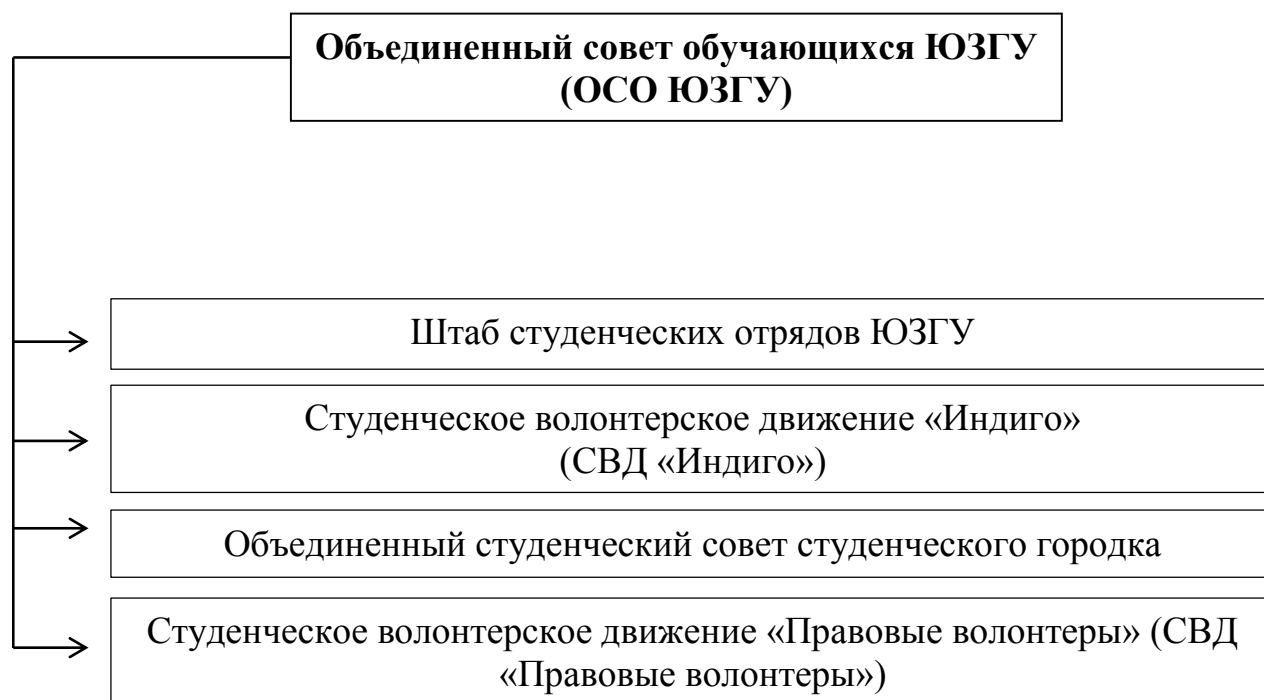 Объединенный совет обучающихся ЮЗГУ
(ОСО ЮЗГУ)
Штаб студенческих отрядов ЮЗГУ
Студенческое волонтерское движение «Индиго»
(СВД «Индиго»)
Объединенный студенческий совет студенческого городка
Студенческое волонтерское движение «Правовые волонтеры» (СВД
«Правовые волонтеры»)